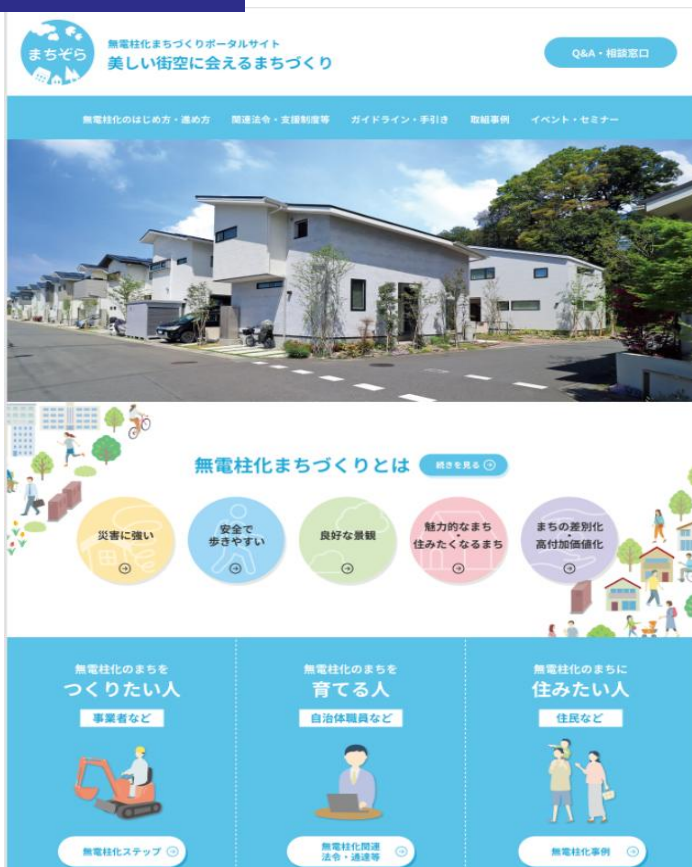 まちぞら
無電柱化まちづくりポータルサイト
美しい街空に会えるまちづくり
Q&A・相談窓口
無電柱化のはじめ方・進め方 関連法令・支援制度等 ガイドライン・手引き 取組事例 イベント・セミナー
無電柱化まちづくりとは 続きを見る
災害に強い
安全で
歩きやすい
良好な景観
魅力的なまち
・
住みたくなるまち
まちの差別化
・
高付加価値化
無電柱化のまちを
つくりたい人
事業者など
無電柱化ステップ
無電柱化のまちを
育てる人
自治体職員など
無電柱化関連
法令・通達等
無電柱化のまちに
住みたい人
住民など
無電柱化事例